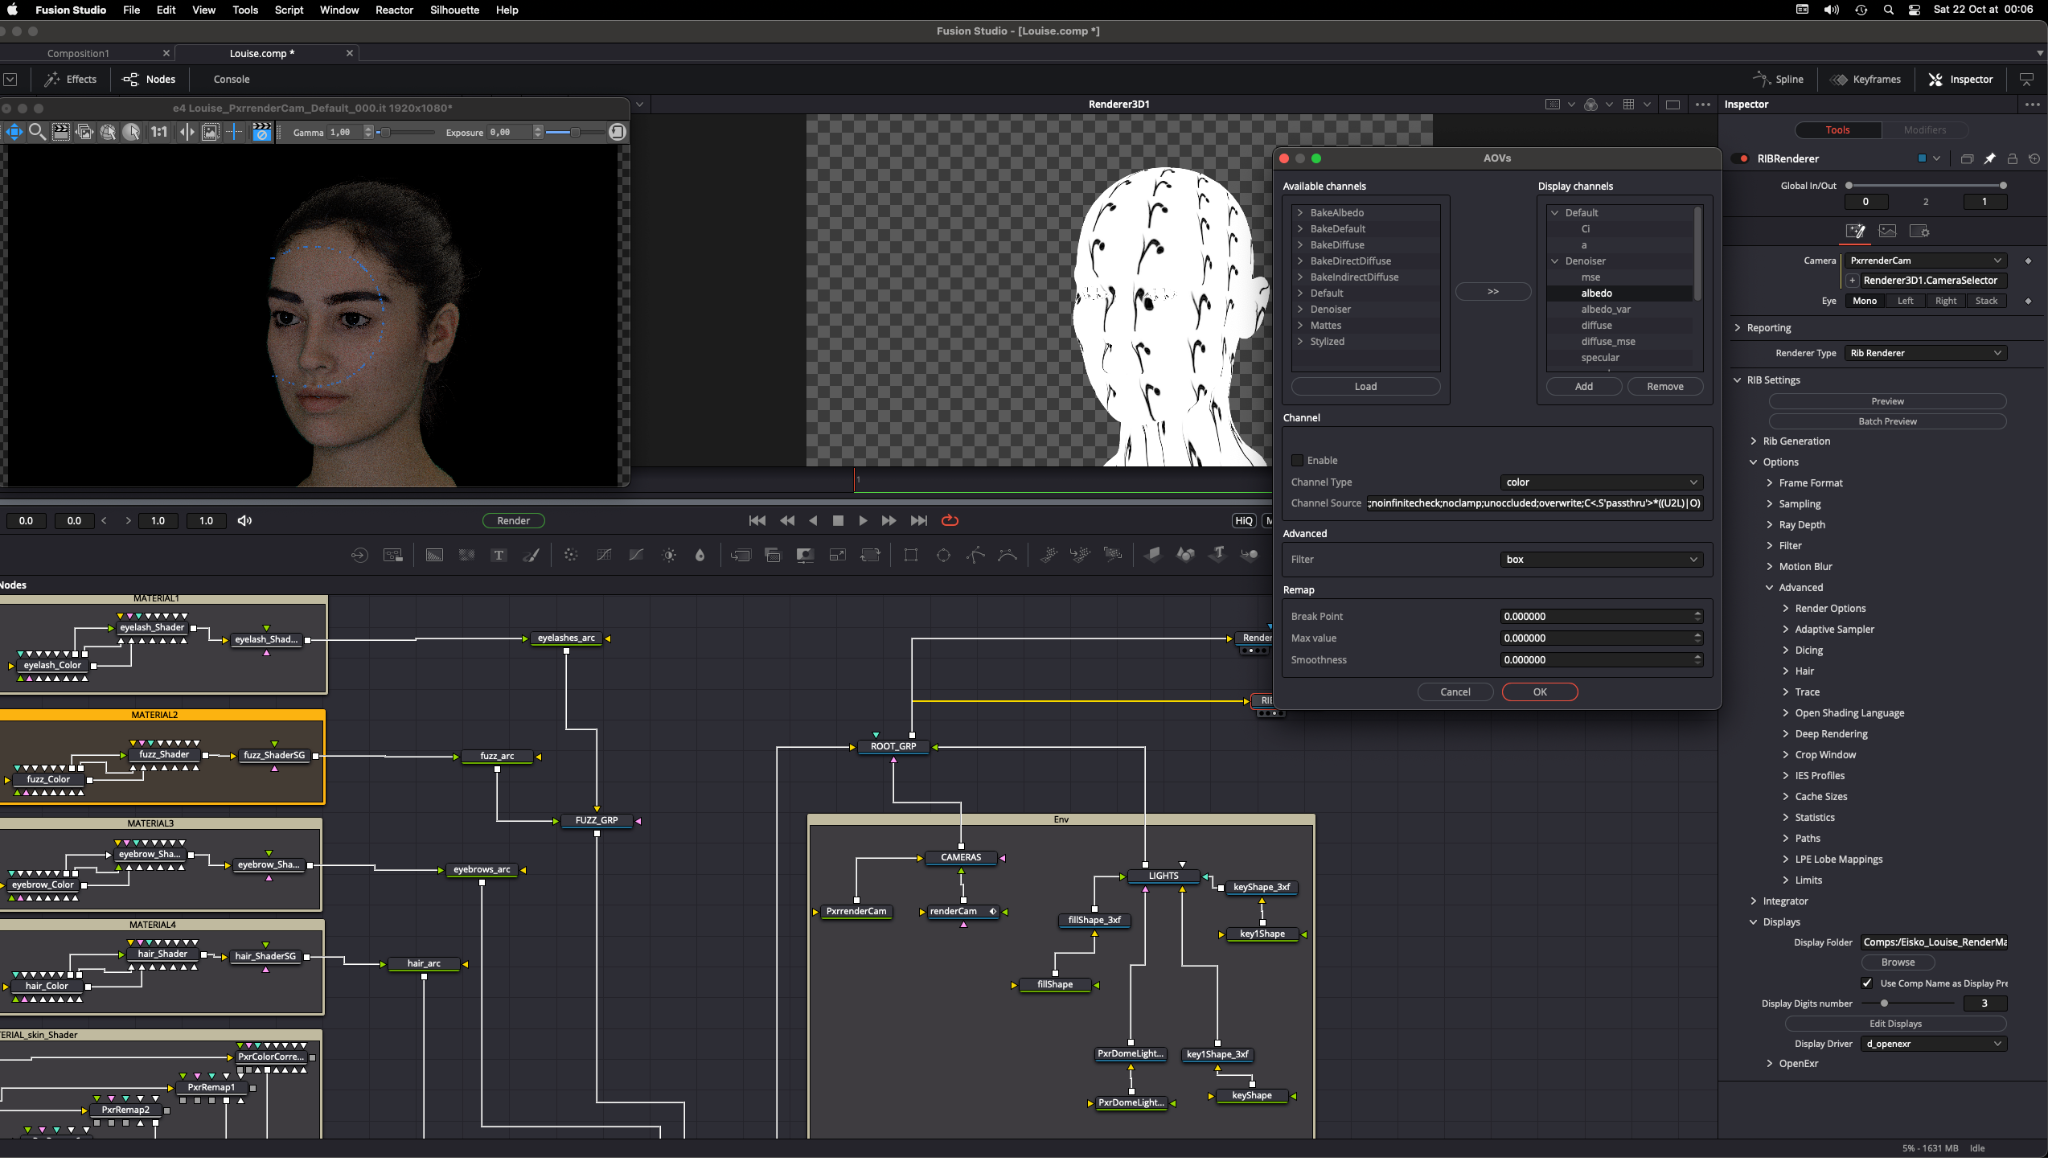 Fusion Studio File Edit View Tools Script Window Reactor Silhouette Help Sat 22 Oct at 00:06
Fusion Studio - [Louise.comp *]
Composition1 Louise.comp *
Effects Nodes Console Spline Keyframes Inspector
e4 Louise_PxrrenderCam_Default_000.it 1920x1080*
1:1 Gamma 1,00 Exposure 0,00
Renderer3D1
AOVs
Available channels
BakeAlbedo
BakeDefault
BakeDiffuse
BakeDirectDiffuse
BakeIndirectDiffuse
Default
Denoiser
Mattes
Stylized
Load
>>
Display channels
Default
Ci
a
Denoiser
mse
albedo
albedo_var
diffuse
diffuse_mse
specular
Add Remove
Channel
Enable
Channel Type color
Channel Source ;noinfinitecheck;noclamp;unoccluded;overwrite;C<.S'passthru'>*((U2L)|O)
Advanced
Filter box
Remap
Break Point 0.000000
Max value 0.000000
Smoothness 0.000000
Cancel OK
Inspector
Tools Modifiers
RIBRenderer
Global In/Out
0 2 1
Camera PxrrenderCam
Renderer3D1.CameraSelector
Eye Mono Left Right Stack
Reporting
Renderer Type Rib Renderer
RIB Settings
Preview
Batch Preview
Rib Generation
Options
Frame Format
Sampling
Ray Depth
Filter
Motion Blur
Advanced
Render Options
Adaptive Sampler
Dicing
Hair
Trace
Open Shading Language
Deep Rendering
Crop Window
IES Profiles
Cache Sizes
Statistics
Paths
LPE Lobe Mappings
Limits
Integrator
Displays
Display Folder Comps:/Eisko_Louise_RenderMa
Browse
Use Comp Name as Display Pre
Display Digits number 3
Edit Displays
Display Driver d_openexr
OpenExr
1
0.0 0.0 1.0 1.0 Render HiQ M
T
Nodes
MATERIAL1
eyelash_Shader
eyelash_Shad...
eyelash_Color
eyelashes_arc
MATERIAL2
fuzz_Shader
fuzz_ShaderSG
fuzz_Color
fuzz_arc
FUZZ_GRP
MATERIAL3
eyebrow_Sha...
eyebrow_Sha...
eyebrow_Color
eyebrows_arc
MATERIAL4
hair_Shader
hair_ShaderSG
hair_Color
hair_arc
TERIAL_skin_Shader
PxrColorCorre...
PxrRemap1
PxrRemap2
Render
RIE
ROOT_GRP
Env
CAMERAS
PxrrenderCam
renderCam
LIGHTS
keyShape_3xf
fillShape_3xf
key1Shape
fillShape
PxrDomeLight...
key1Shape_3xf
PxrDomeLight...
keyShape
5% - 1631 MB Idle